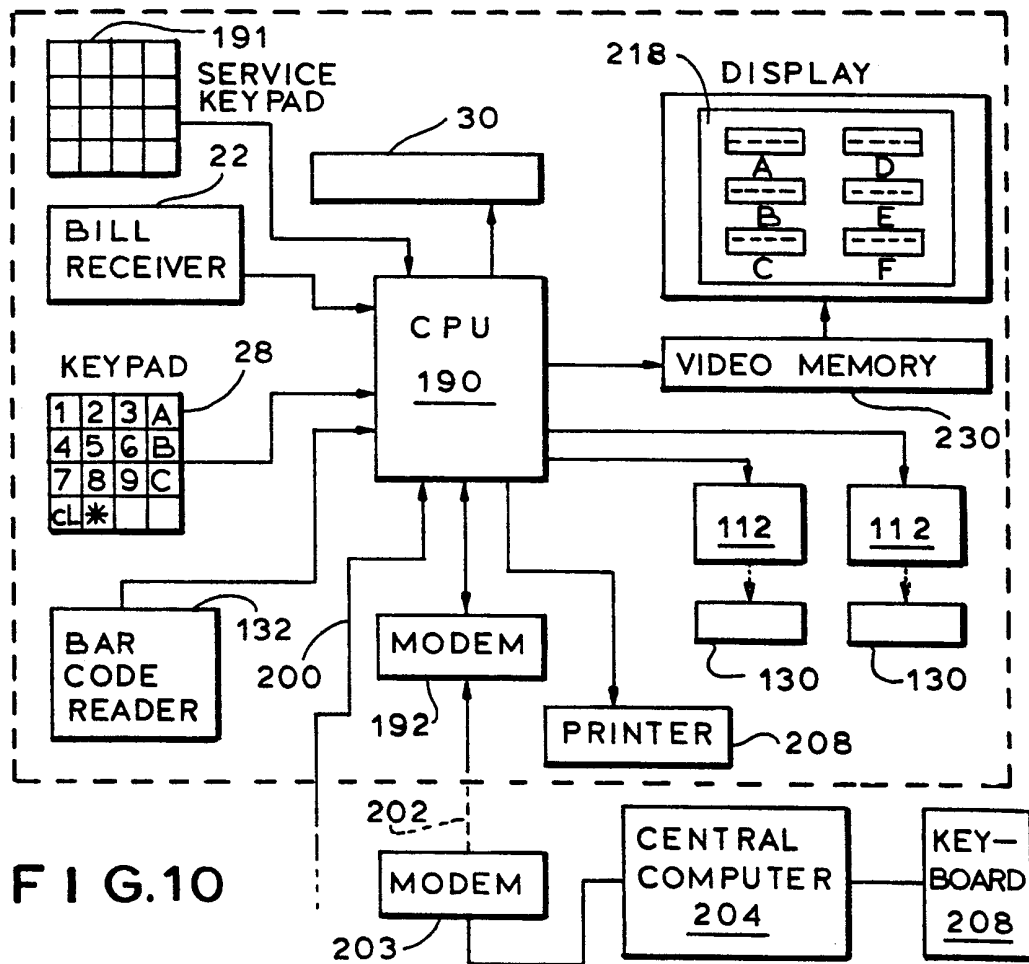 191
SERVICE
KEYPAD
30
218
DISPLAY
A
D
B
E
C
F
22
BILL
RECEIVER
CPU
190
VIDEO MEMORY
230
KEYPAD
28
1 2 3 A
4 5 6 B
7 8 9 C
CL *
112
112
132
BAR
CODE
READER
200
MODEM
192
130
130
PRINTER
208
202
FIG.10
MODEM
203
CENTRAL
COMPUTER
204
KEY-
BOARD
208